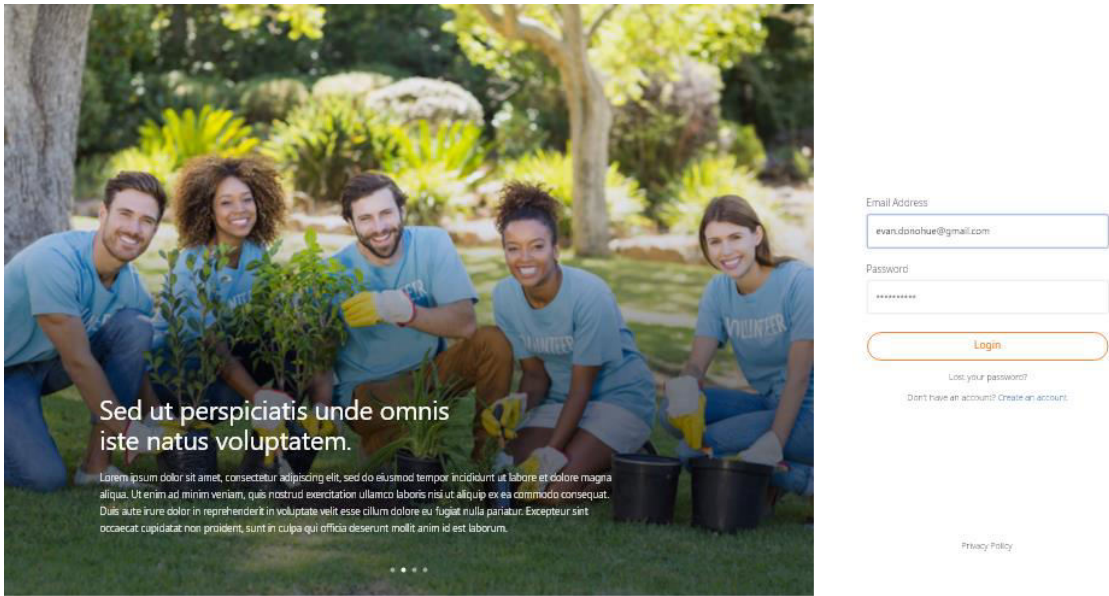 Sed ut perspiciatis unde omnis
iste natus voluptatem.
Lorem ipsum dolor sit amet, consectetur adipiscing elit, sed do eiusmod tempor incididunt ut labore et dolore magna
aliqua. Ut enim ad minim veniam, quis nostrud exercitation ullamco laboris nisi ut aliquip ex ea commodo consequat.
Duis aute irure dolor in reprehenderit in voluptate velit esse cillum dolore eu fugiat nulla pariatur. Excepteur sint
occaecat cupidatat non proident, sunt in culpa qui officia deserunt mollit anim id est laborum.
VOLUNTEER
VOLUNTEER
Email Address
evan.donohue@gmail.com
Password
**********
Login
Lost your password?
Don't have an account? Create an account
Privacy Policy